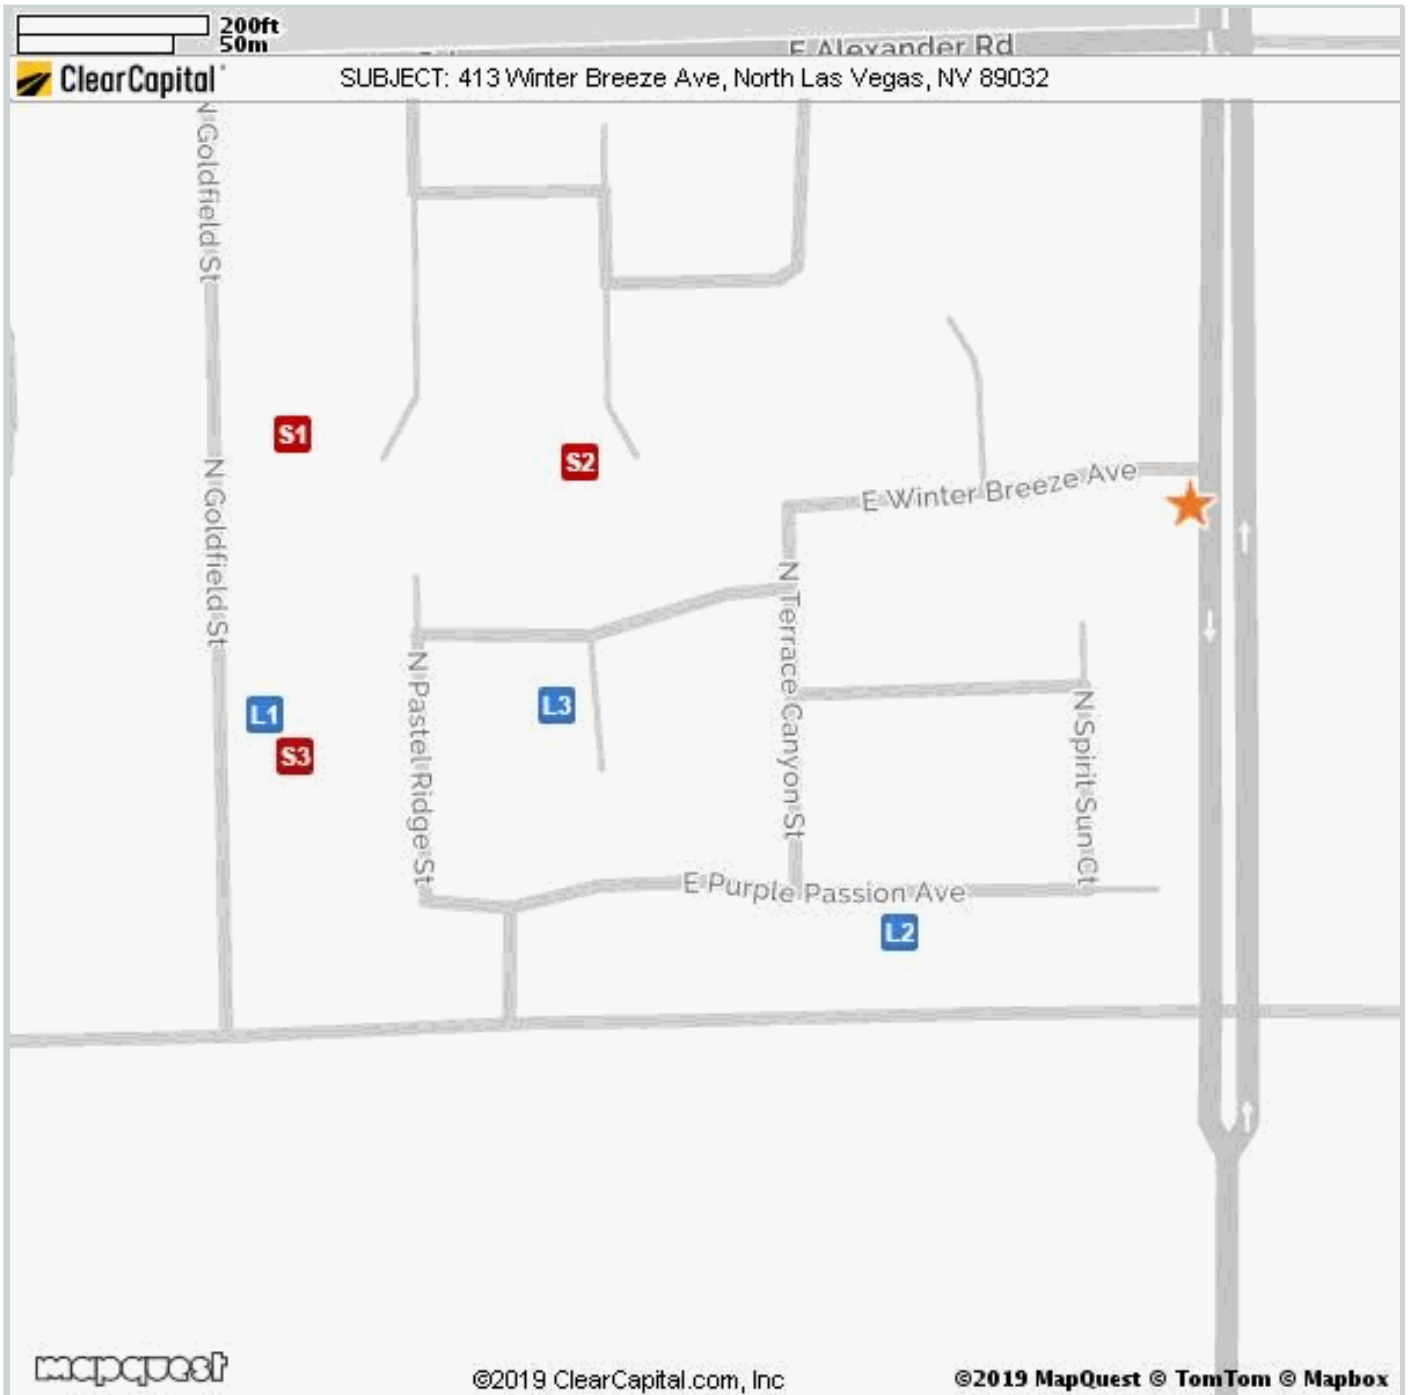 200ft
50m
E Alexander Rd
ClearCapital
SUBJECT: 413 Winter Breeze Ave, North Las Vegas, NV 89032
N Goldfield St
S1
S2
N Goldfield St
E Winter Breeze Ave
N Terrace Canyon St
N Pastel Ridge St
L1
L3
S3
N Spirit Sun Ct
E Purple Passion Ave
L2
mapquest
©2019 ClearCapital.com, Inc
©2019 MapQuest © TomTom © Mapbox